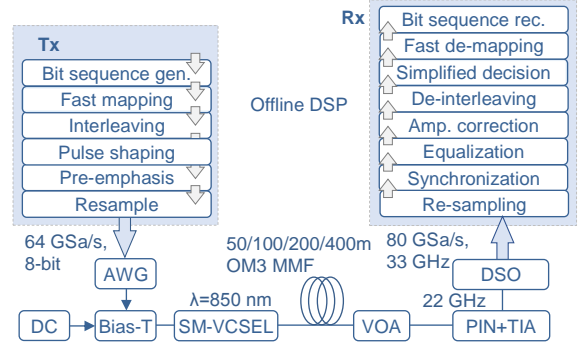 Tx
Bit sequence gen.
Fast mapping
Interleaving
Pulse shaping
Pre-emphasis
Resample
Offline DSP
Rx
Bit sequence rec.
Fast de-mapping
Simplified decision
De-interleaving
Amp. correction
Equalization
Synchronization
Re-sampling
64 GSa/s,
8-bit
AWG
50/100/200/400m
OM3 MMF
80 GSa/s,
33 GHz
DSO
λ=850 nm
22 GHz
DC
Bias-T
SM-VCSEL
VOA
PIN+TIA